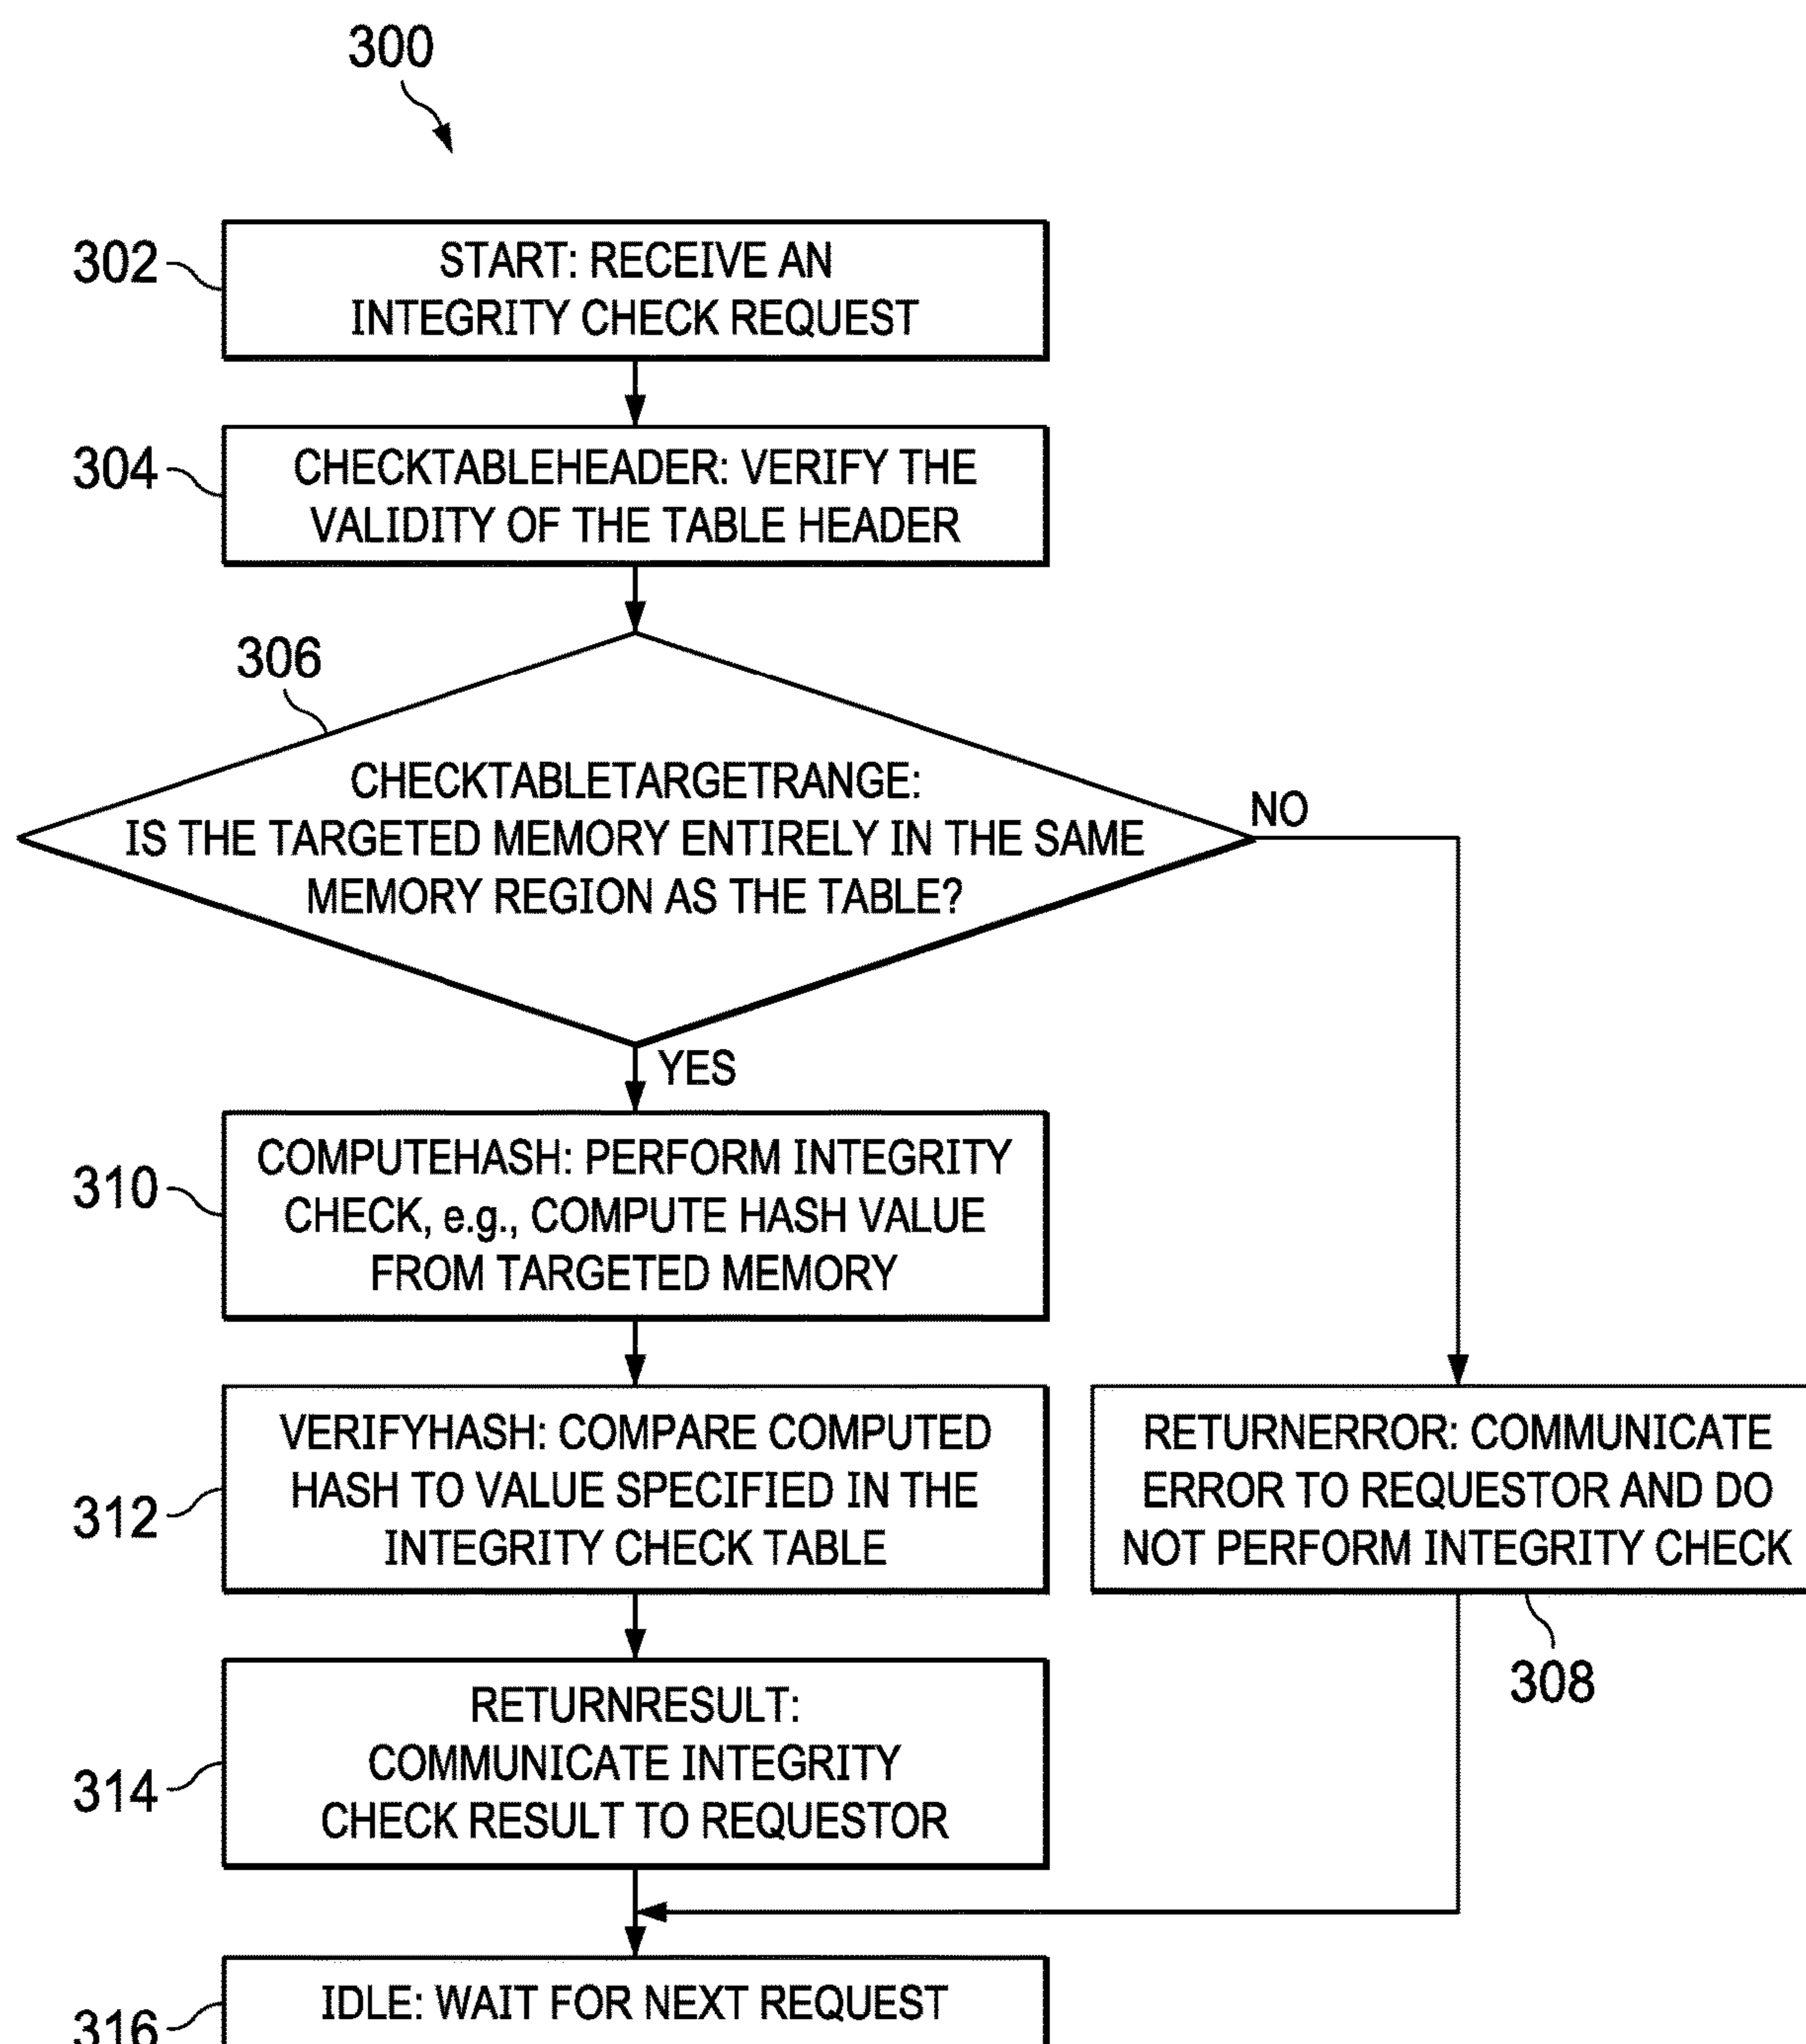 300
302
START: RECEIVE AN
INTEGRITY CHECK REQUEST
304
CHECKTABLEHEADER: VERIFY THE
VALIDITY OF THE TABLE HEADER
306
CHECKTABLETARGETRANGE:
IS THE TARGETED MEMORY ENTIRELY IN THE SAME
MEMORY REGION AS THE TABLE?
NO
YES
310
COMPUTEHASH: PERFORM INTEGRITY
CHECK, e.g., COMPUTE HASH VALUE
FROM TARGETED MEMORY
312
VERIFYHASH: COMPARE COMPUTED
HASH TO VALUE SPECIFIED IN THE
INTEGRITY CHECK TABLE
RETURNERROR: COMMUNICATE
ERROR TO REQUESTOR AND DO
NOT PERFORM INTEGRITY CHECK
308
314
RETURNRESULT:
COMMUNICATE INTEGRITY
CHECK RESULT TO REQUESTOR
316
IDLE: WAIT FOR NEXT REQUEST